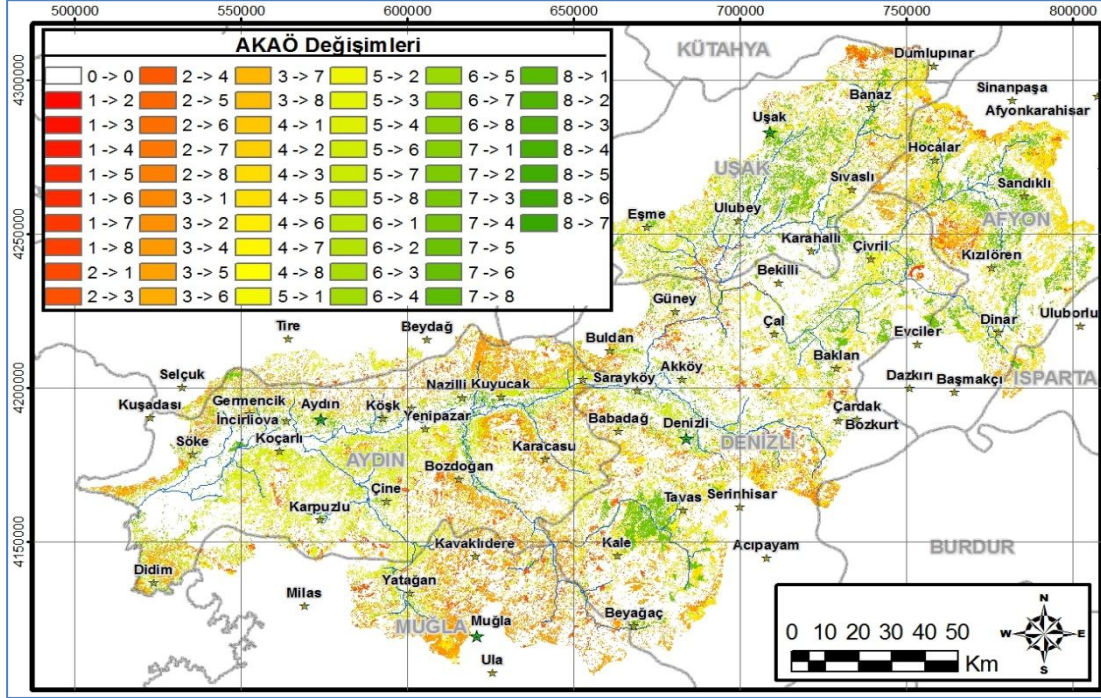 500000 550000 600000 650000 700000 750000 800000
4300000
4250000
4200000
4150000
AKAÖ Değişimleri
0 -> 0 2 -> 4 3 -> 7 5 -> 2 6 -> 5 8 -> 1
1 -> 2 2 -> 5 3 -> 8 5 -> 3 6 -> 7 8 -> 2
1 -> 3 2 -> 6 4 -> 1 5 -> 4 6 -> 8 8 -> 3
1 -> 4 2 -> 7 4 -> 2 5 -> 6 7 -> 1 8 -> 4
1 -> 5 2 -> 8 4 -> 3 5 -> 7 7 -> 2 8 -> 5
1 -> 6 3 -> 1 4 -> 5 5 -> 8 7 -> 3 8 -> 6
1 -> 7 3 -> 2 4 -> 6 6 -> 1 7 -> 4 8 -> 7
1 -> 8 3 -> 4 4 -> 7 6 -> 2 7 -> 5
2 -> 1 3 -> 5 4 -> 8 6 -> 3 7 -> 6
2 -> 3 3 -> 6 5 -> 1 6 -> 4 7 -> 8
KÜTAHYA
Dumlupınar
Banaz
Sinanpaşa
Afyonkarahisar
Uşak
Hocalar
UŞAK
Sivaslı
Sandıklı
Eşme
Ulubey
AFYON
Karahallı
Çivril
Bekilli
Kızılören
Güney
Tire
Beydağ
Çal
Dinar
Uluborlu
Evciler
Buldan
Baklan
Selçuk
Sarayköy
Akköy
Dazkırı
Başmakçı
ISPARTA
Nazilli
Kuyucak
Kuşadası
Germencik
Aydın
Köşk
Yenipazar
Babadağ
Denizli
DENİZLİ
Çardak
Bozkurt
İncirliova
Söke
Koçarlı
AYDIN
Karacasu
Bozdoğan
Çine
Karpuzlu
Tavas
Serinhisar
Kavaklıdere
Kale
Acıpayam
BURDUR
Didim
Yatağan
Milas
MUĞLA
Muğla
Beyağaç
Ula
N
W E
S
0 10 20 30 40 50
Km